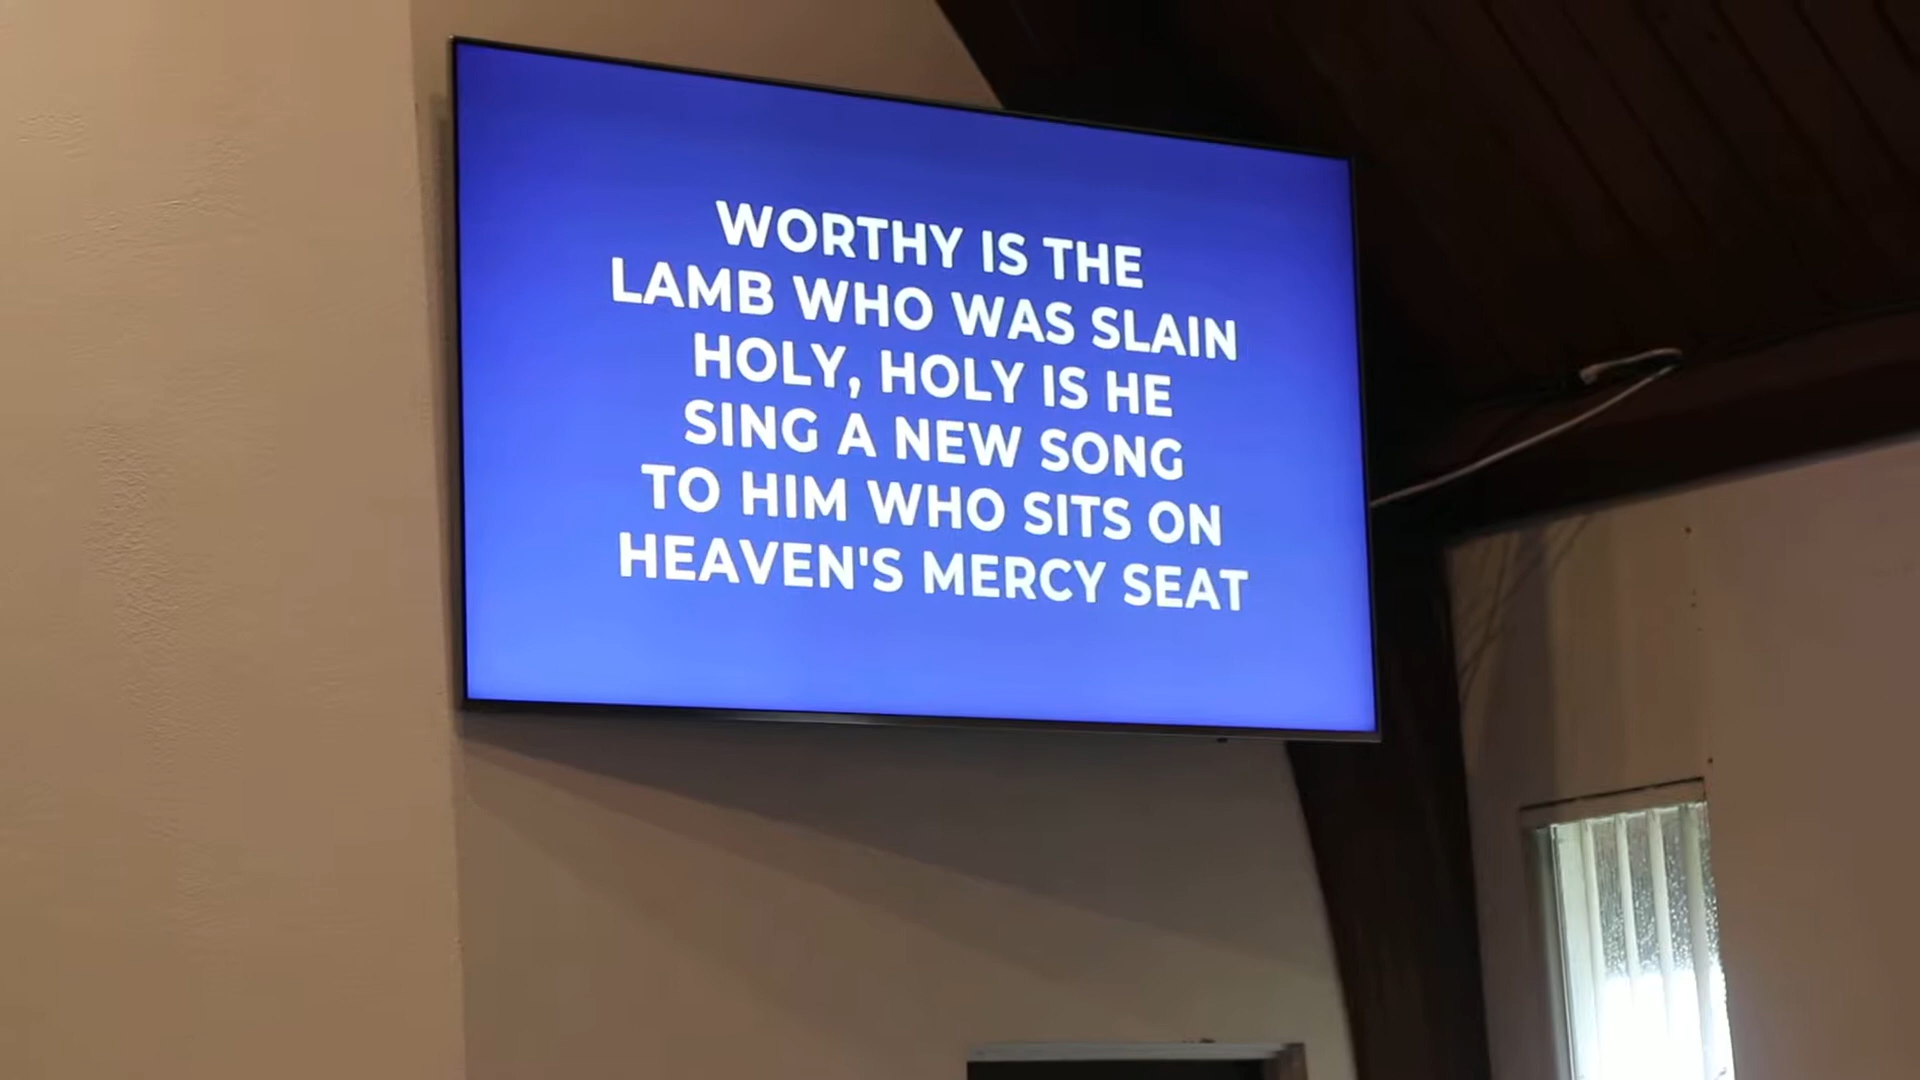 WORTHY IS THE
LAMB WHO WAS SLAIN
HOLY, HOLY IS HE
SING A NEW SONG
TO HIM WHO SITS ON
HEAVEN'S MERCY SEAT